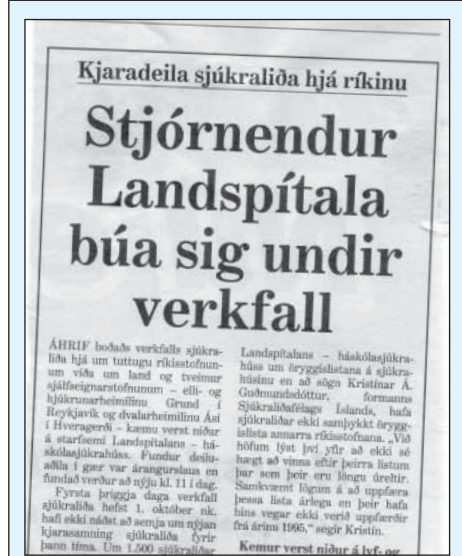 Kjaradeila sjúkraliða hjá ríkinu
Stjórnendur
Landspítala
búa sig undir
verkfall
ÁHRIF boðaðs verkfalls sjúkra-
liða hjá um tuttugu ríkisstofnun-
um víða um land og tveimur
sjálfseignarstofnunum – elli- og
hjúkrunarheimilinu Grund í
Reykjavík og dvalarheimilinu Ási
í Hveragerði – kæmu verst niður
á starfsemi Landspítalans – há-
skólasjúkrahúss. Fundur deilu-
aðila í gær var árangurslaus en
fundað verður að nýju kl. 11 í dag.
Fyrsta þriggja daga verkfall
sjúkraliða hefst 1. október nk.
hafi ekki náðst að semja um nýjan
kjarasamning sjúkraliða fyrir
þann tíma. Um 1.500 sjúkraliðar
Landspítalans – háskólasjúkra-
húss um öryggislistana á sjúkra-
húsinu en að sögn Kristínar Á.
Guðmundsdóttur, formanns
Sjúkraliðafélags Íslands, hafa
sjúkraliðar ekki samþykkt örygg-
islista annarra ríkisstofnana. „Við
höfum lýst því yfir að ekki sé
hægt að vinna eftir þeirra listum
þar sem þeir eru löngu úreltir.
Samkvæmt lögum á að uppfæra
þessa lista árlega en þeir hafa
hins vegar ekki verið uppfærðir
frá árinu 1995,“ segir Kristín.
Kemur verst niður á lyf- og